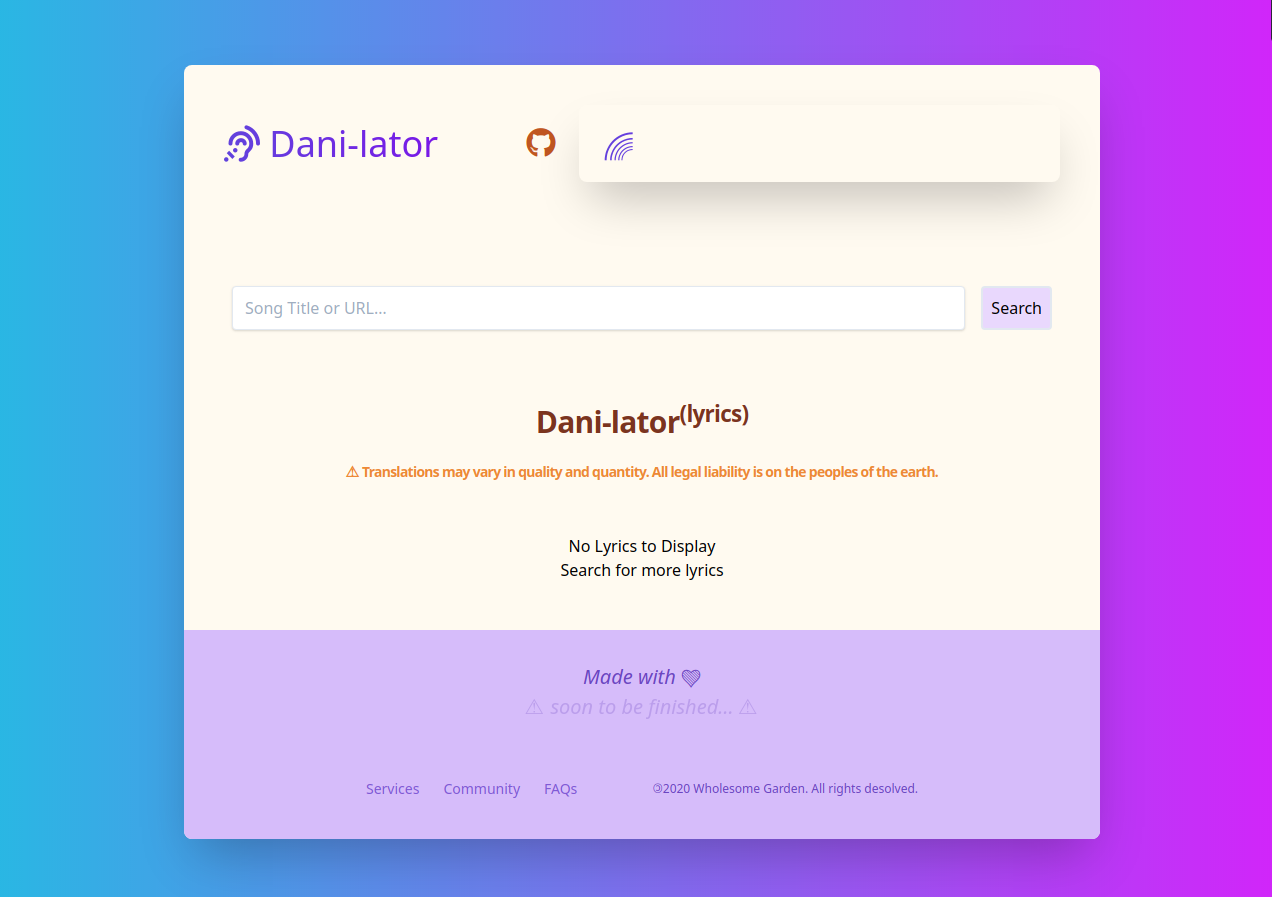 Dani-lator
Song Title or URL...
Search
Dani-lator(lyrics)
⚠ Translations may vary in quality and quantity. All legal liability is on the peoples of the earth.
No Lyrics to Display
Search for more lyrics
Made with
⚠ soon to be finished... ⚠
Services Community FAQs
🄯2020 Wholesome Garden. All rights desolved.